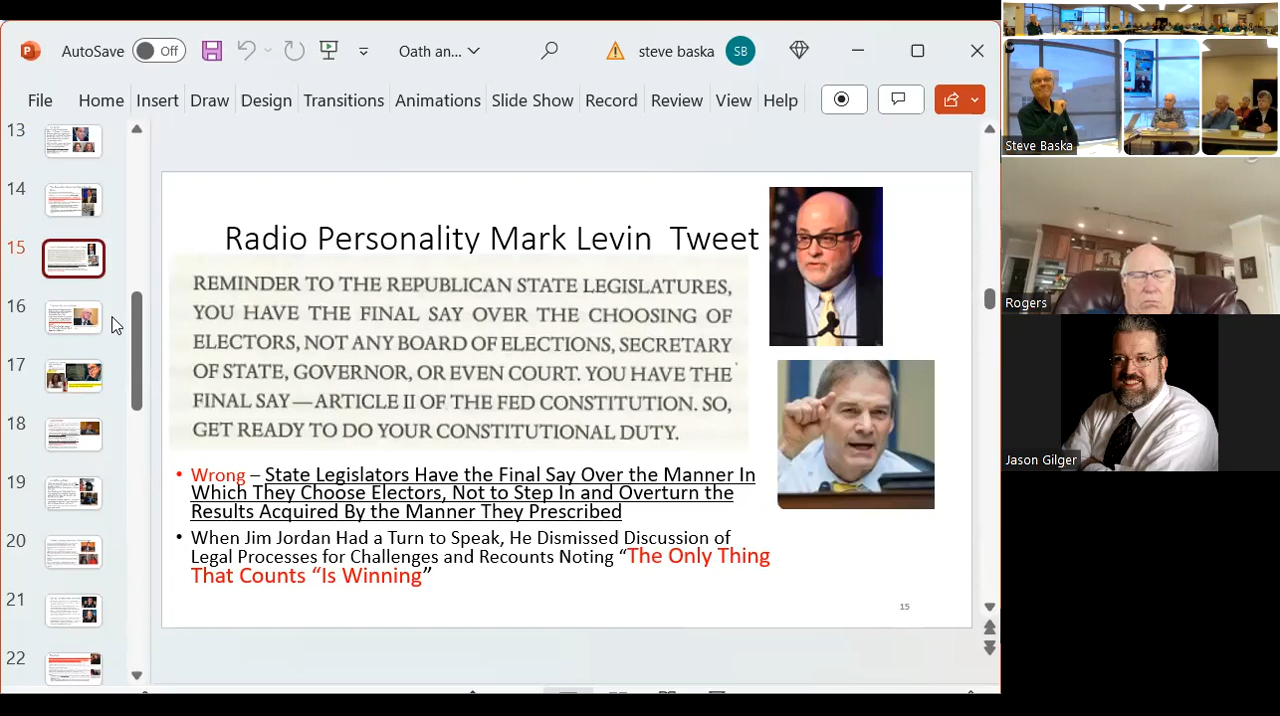 AutoSave Off Oath an... steve baska SB
File Home Insert Draw Design Transitions Animations Slide Show Record Review View Help
13
14
15
16
17
18
19
20
21
22
Radio Personality Mark Levin Tweet
REMINDER TO THE REPUBLICAN STATE LEGISLATURES,
YOU HAVE THE FINAL SAY OVER THE CHOOSING OF
ELECTORS, NOT ANY BOARD OF ELECTIONS, SECRETARY
OF STATE, GOVERNOR, OR EVEN COURT. YOU HAVE THE
FINAL SAY—ARTICLE II OF THE FED CONSTITUTION. SO,
GET READY TO DO YOUR CONSTITUTIONAL DUTY.
• Wrong – State Legislators Have the Final Say Over the Manner In
Which They Choose Electors, Not to Step In and Overturn the
Results Acquired By the Manner They Prescribed
• When Jim Jordan Had a Turn to Speak, He Dismissed Discussion of
Legal Processes for Challenges and Recounts Noting “The Only Thing
That Counts “Is Winning”
15
Steve Baska
Rogers
Jason Gilger